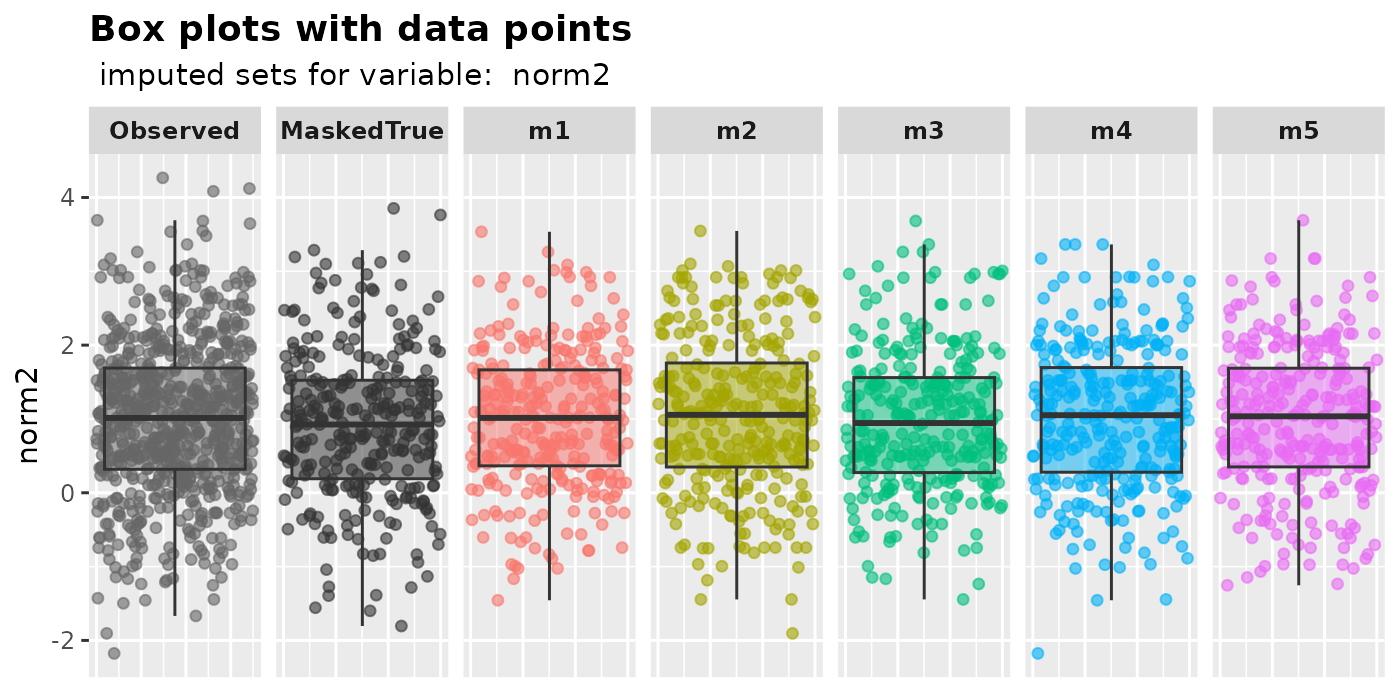 Box plots with data points
imputed sets for variable:  norm2
Observed MaskedTrue m1 m2 m3 m4 m5
norm2
4
2
0
-2